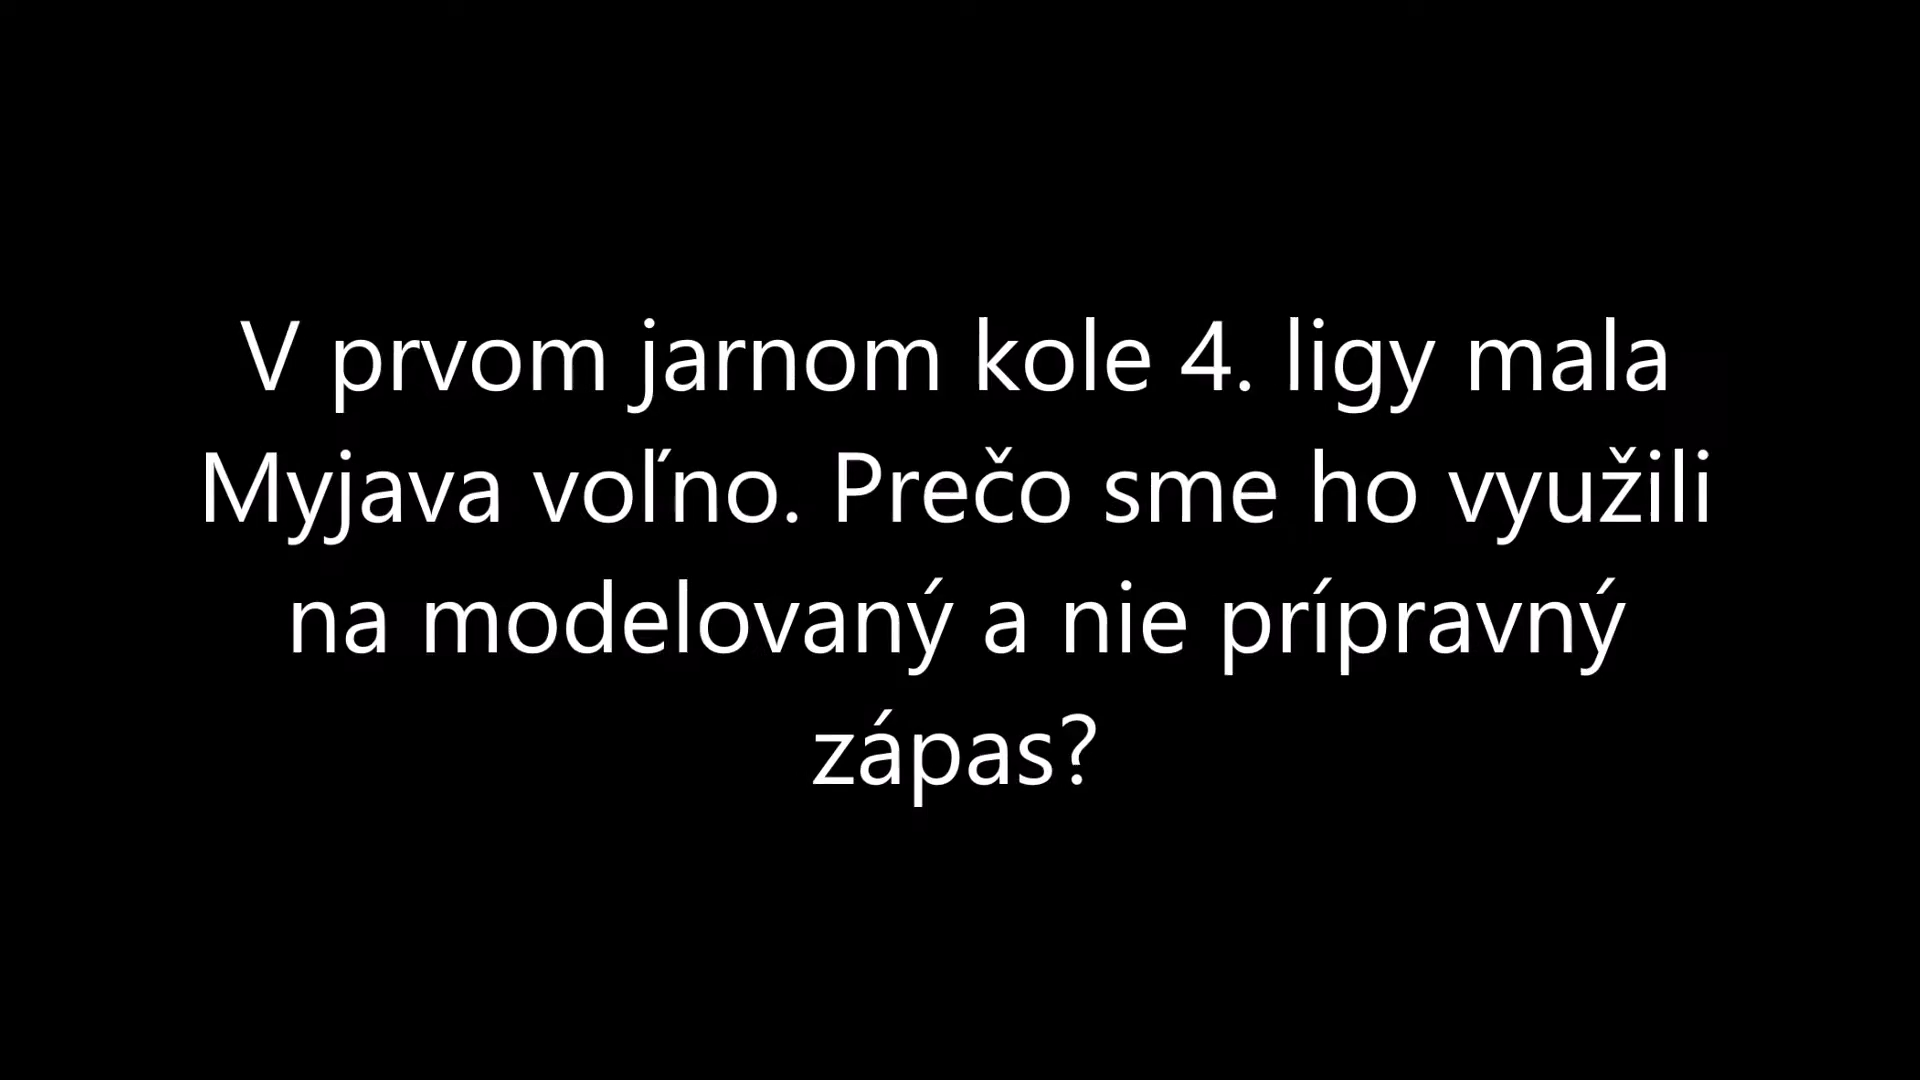 V prvom jarnom kole 4. ligy mala
Myjava voľno. Prečo sme ho využili
na modelovaný a nie prípravný
zápas?